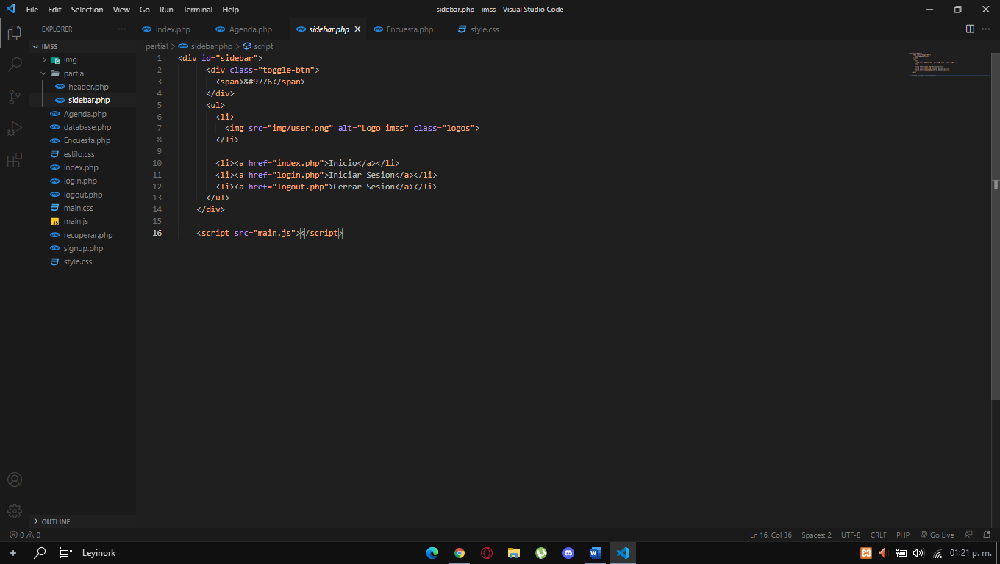 File Edit Selection View Go Run Terminal Help
sidebar.php - imss - Visual Studio Code
EXPLORER
index.php
Agenda.php
sidebar.php
Encuesta.php
style.css
IMSS
img
partial
header.php
sidebar.php
Agenda.php
database.php
Encuesta.php
estilo.css
index.php
login.php
logout.php
main.css
main.js
recuperar.php
signup.php
style.css
OUTLINE
partial > sidebar.php > script
1 <div id="sidebar">
2 <div class="toggle-btn">
3 <span>&#9776</span>
4 </div>
5 <ul>
6 <li>
7 <img src="img/user.png" alt="Logo imss" class="logos">
8 </li>
9
10 <li><a href="index.php">Inicio</a></li>
11 <li><a href="login.php">Iniciar Sesion</a></li>
12 <li><a href="logout.php">Cerrar Sesion</a></li>
13 </ul>
14 </div>
15
16 <script src="main.js"></script>
0 0
Ln 16, Col 36 Spaces: 2 UTF-8 CRLF PHP Go Live
Leyinork
01:21 p. m.